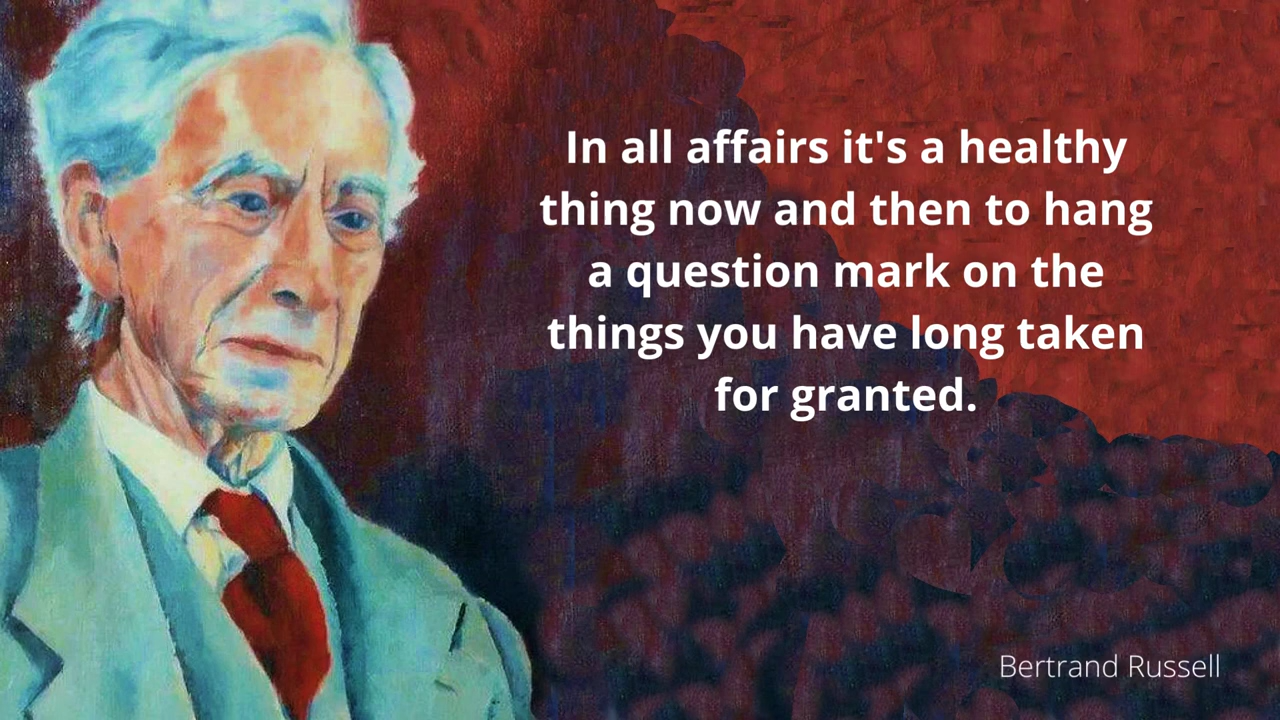 In all affairs it's a healthy
thing now and then to hang
a question mark on the
things you have long taken
for granted.
Bertrand Russell